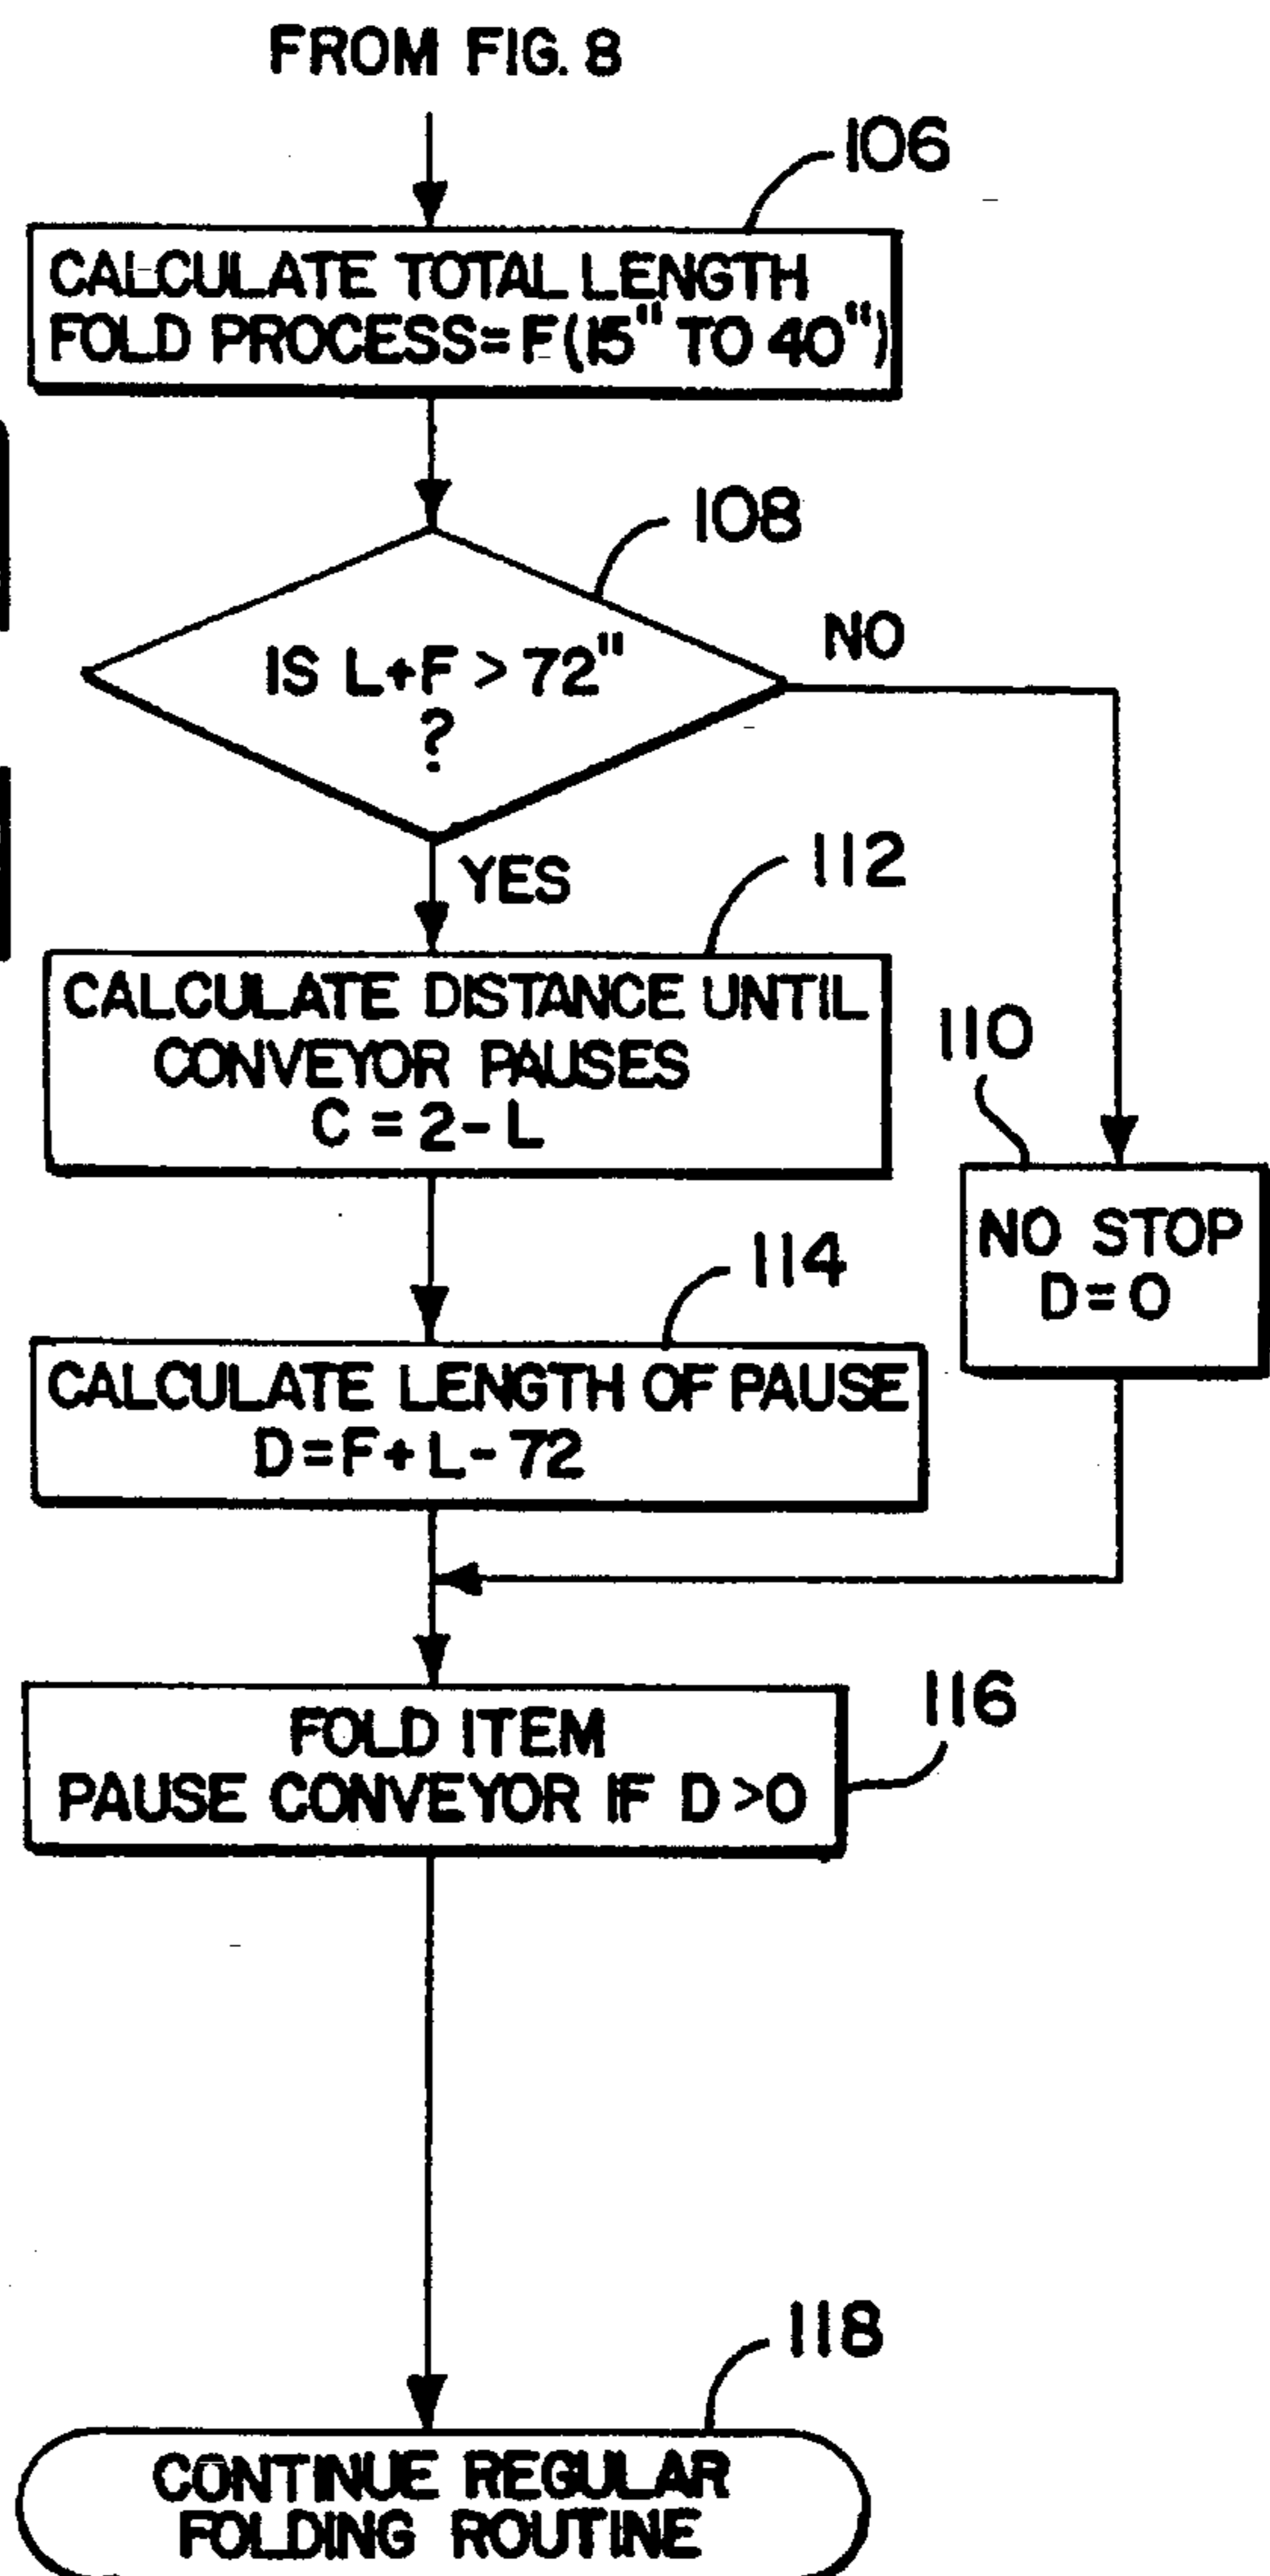 FROM FIG. 8
106
CALCULATE TOTAL LENGTH
FOLD PROCESS=F(15" TO 40")
108
IS L+F > 72"
?
NO
YES
112
CALCULATE DISTANCE UNTIL
CONVEYOR PAUSES
C = 2 - L
110
NO STOP
D = 0
114
CALCULATE LENGTH OF PAUSE
D = F + L - 72
116
FOLD ITEM
PAUSE CONVEYOR IF D >0
118
CONTINUE REGULAR
FOLDING ROUTINE